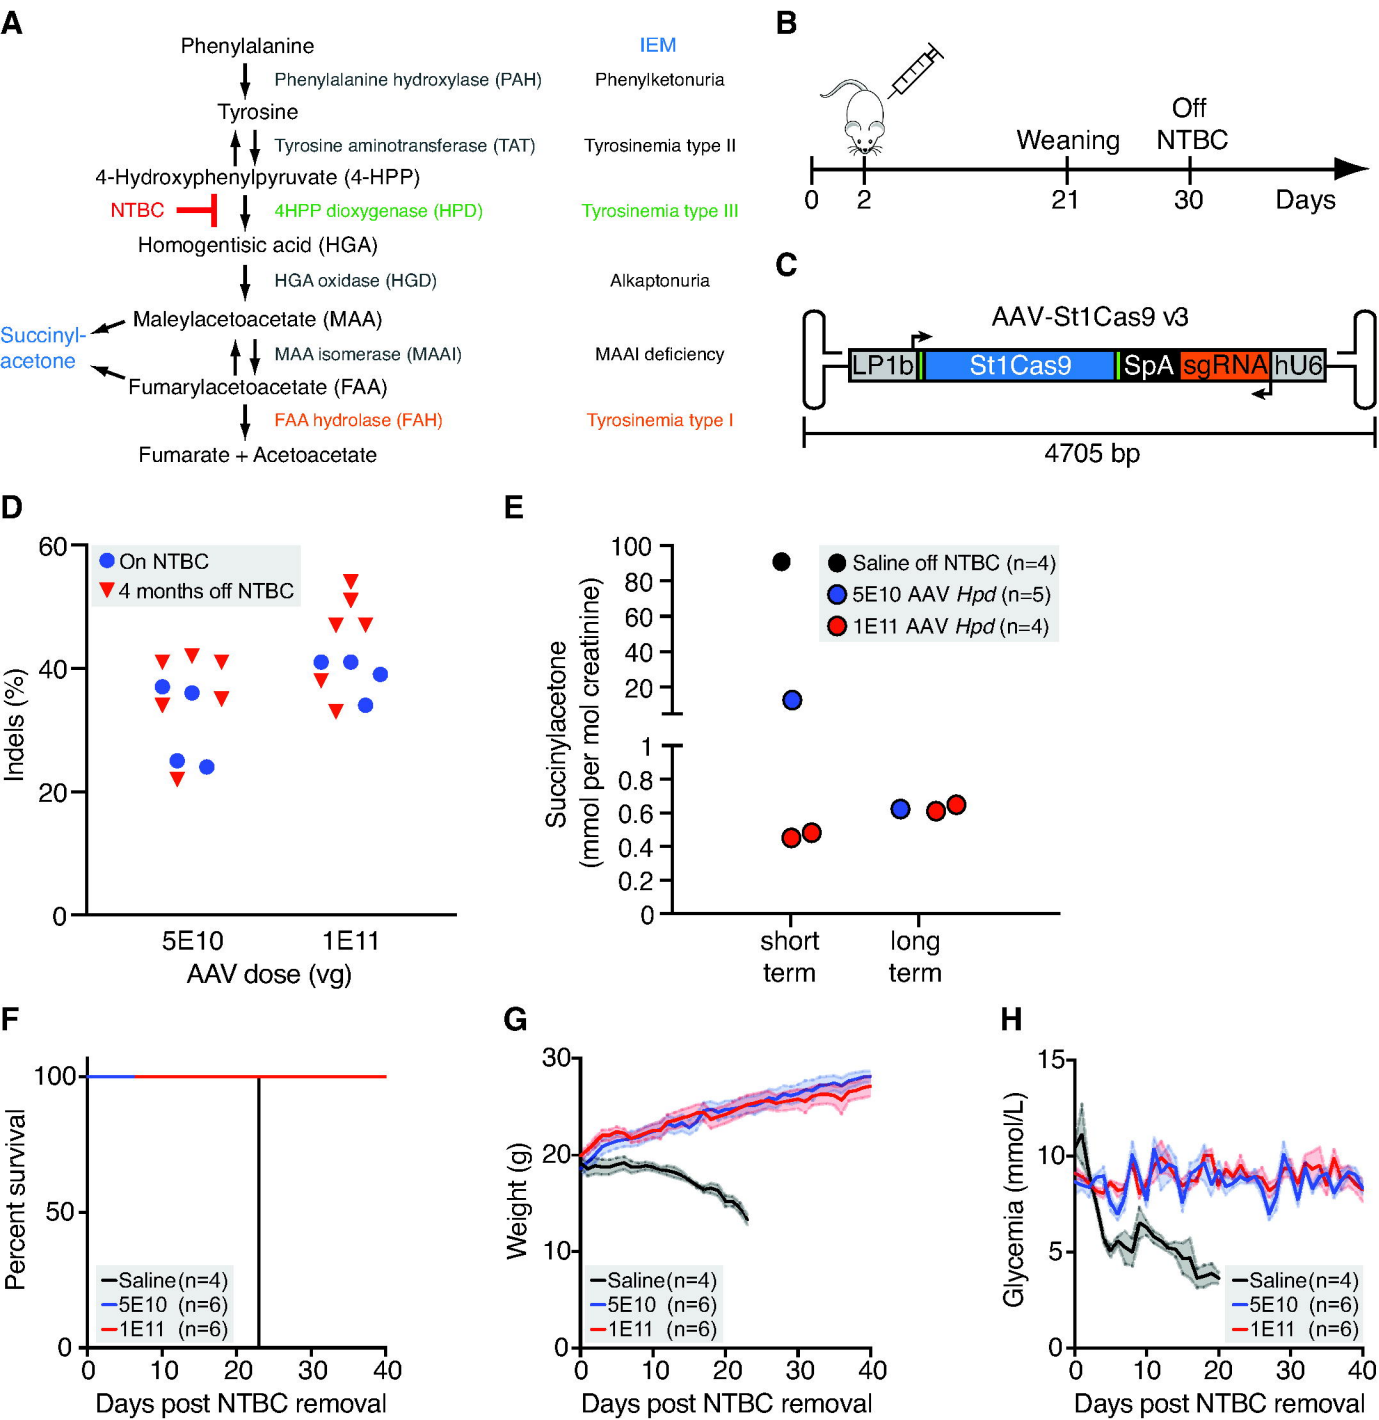 A
Phenylalanine
IEM
Phenylalanine hydroxylase (PAH)
Phenylketonuria
Tyrosine
Tyrosine aminotransferase (TAT)
Tyrosinemia type II
4-Hydroxyphenylpyruvate (4-HPP)
NTBC
4HPP dioxygenase (HPD)
Tyrosinemia type III
Homogentisic acid (HGA)
HGA oxidase (HGD)
Alkaptonuria
Maleylacetoacetate (MAA)
Succinyl-
acetone
MAA isomerase (MAAI)
MAAI deficiency
Fumarylacetoacetate (FAA)
FAA hydrolase (FAH)
Tyrosinemia type I
Fumarate + Acetoacetate
B
Off
Weaning
NTBC
0
2
21
30
Days
C
AAV-St1Cas9 v3
LP1b
St1Cas9
SpA
sgRNA
hU6
4705 bp
D
60
40
20
0
Indels (%)
On NTBC
4 months off NTBC
5E10
1E11
AAV dose (vg)
E
100
80
60
40
20
1
0.8
0.6
0.4
0.2
0
Succinylacetone
(mmol per mol creatinine)
Saline off NTBC (n=4)
5E10 AAV Hpd (n=5)
1E11 AAV Hpd (n=4)
short
term
long
term
F
100
50
0
Percent survival
Saline (n=4)
5E10 (n=6)
1E11 (n=6)
0 10 20 30 40
Days post NTBC removal
G
30
20
10
0
Weight (g)
Saline (n=4)
5E10 (n=6)
1E11 (n=6)
0 10 20 30 40
Days post NTBC removal
H
15
10
5
0
Glycemia (mmol/L)
Saline (n=4)
5E10 (n=6)
1E11 (n=6)
0 10 20 30 40
Days post NTBC removal